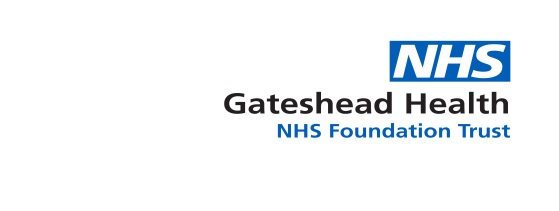 NHS
Gateshead Health
NHS Foundation Trust